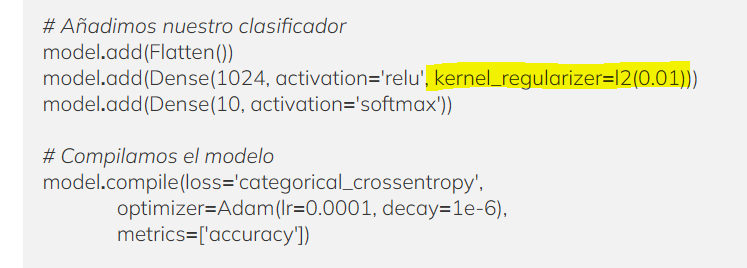 # Añadimos nuestro clasificador
model.add(Flatten())
model.add(Dense(1024, activation='relu', kernel_regularizer=l2(0.01)))
model.add(Dense(10, activation='softmax'))
# Compilamos el modelo
model.compile(loss='categorical_crossentropy',
optimizer=Adam(lr=0.0001, decay=1e-6),
metrics=['accuracy'])